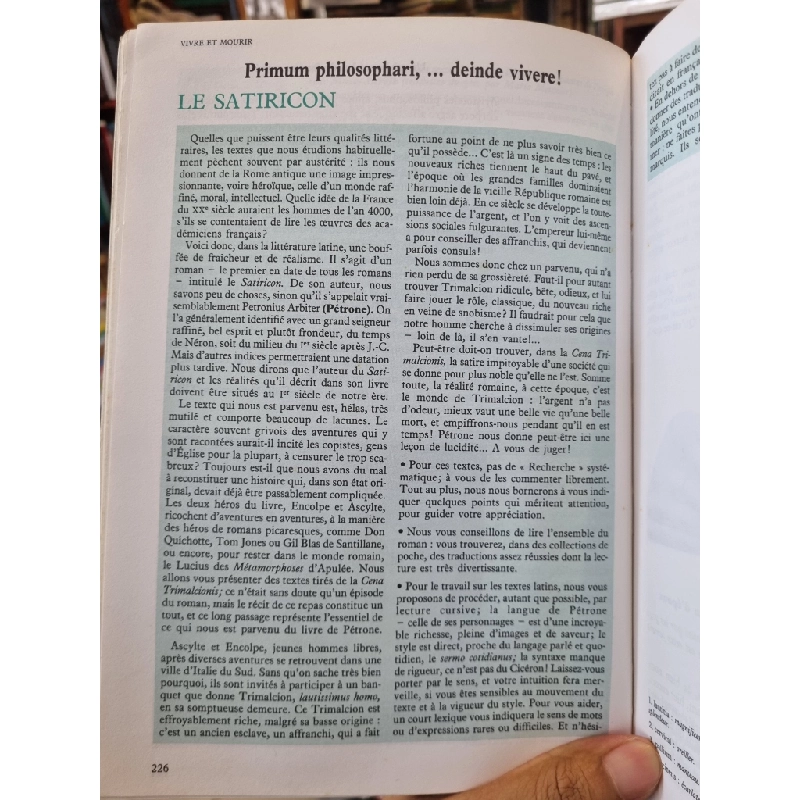 VIVRE ET MOURIR
Primum philosophari, ... deinde vivere!
LE SATIRICON
Quelles que puissent être leurs qualités litté-
raires, les textes que nous étudions habituelle-
ment pèchent souvent par austérité : ils nous
donnent de la Rome antique une image impres-
sionnante, voire héroïque, celle d'un monde raf-
finé, moral, intellectuel. Quelle idée de la France
du XXe siècle auraient les hommes de l'an 4000,
s'ils se contentaient de lire les œuvres des aca-
démiciens français?
Voici donc, dans la littérature latine, une bouf-
fée de fraîcheur et de réalisme. Il s'agit d'un
roman – le premier en date de tous les romans
– intitulé le Satiricon. De son auteur, nous
savons peu de choses, sinon qu'il s'appelait vrai-
semblablement Petronius Arbiter (Pétrone). On
l'a généralement identifié avec un grand seigneur
raffiné, bel esprit et plutôt frondeur, du temps
de Néron, soit du milieu du Ier siècle après J.-C.
Mais d'autres indices permettraient une datation
plus tardive. Nous dirons que l'auteur du Sati-
ricon et les réalités qu'il décrit dans son livre
doivent être situés au Ier siècle de notre ère.
Le texte qui nous est parvenu est, hélas, très
mutilé et comporte beaucoup de lacunes. Le
caractère souvent grivois des aventures qui y
sont racontées aurait-il incité les copistes, gens
d'Église pour la plupart, à censurer le trop sca-
breux? Toujours est-il que nous avons du mal
à reconstituer une histoire qui, dans son état ori-
ginal, devait déjà être passablement compliquée.
Les deux héros du livre, Encolpe et Ascylte,
ricochent d'aventures en aventures, à la manière
des héros de romans picaresques, comme Don
Quichotte, Tom Jones ou Gil Blas de Santillane,
ou encore, pour rester dans le monde romain,
le Lucius des Métamorphoses d'Apulée. Nous
allons vous présenter des textes tirés de la Cena
Trimalcionis; ce n'était sans doute qu'un épisode
du roman, mais le récit de ce repas constitue un
tout, et ce long passage représente l'essentiel de
ce qui nous est parvenu du livre de Pétrone.
Ascylte et Encolpe, jeunes hommes libres,
après diverses aventures se retrouvent dans une
ville d'Italie du Sud. Sans qu'on sache très bien
pourquoi, ils sont invités à participer à un ban-
quet que donne Trimalcion, lautissimus homo,
en sa somptueuse demeure. Ce Trimalcion est
effroyablement riche, malgré sa basse origine :
c'est un ancien esclave, un affranchi, qui a fait
fortune au point de ne plus savoir très bien ce
qu'il possède... C'est là un signe des temps : les
nouveaux riches tiennent le haut du pavé, et
l'époque où les grandes familles dominaient
l'harmonie de la vieille République romaine est
bien loin déjà. En ce siècle se développe la toute-
puissance de l'argent, et l'on y voit des ascen-
sions sociales fulgurantes. L'empereur lui-même
a pour conseiller des affranchis, qui deviennent
parfois consuls!
Nous sommes donc chez un parvenu, qui n'a
rien perdu de sa grossièreté. Faut-il pour autant
trouver Trimalcion ridicule, bête, odieux, et lui
faire jouer le rôle, classique, du nouveau riche
en veine de snobisme? Il faudrait pour cela que
notre homme cherche à dissimuler ses origines
– loin de là, il s'en vante!...
Peut-être doit-on trouver, dans la Cena Tri-
malcionis, la satire impitoyable d'une société qui
se donne pour plus noble qu'elle ne l'est. Somme
toute, la réalité romaine, à cette époque, c'est
le monde de Trimalcion : l'argent n'a pas
d'odeur, mieux vaut une belle vie qu'une belle
mort, et empiffrons-nous pendant qu'il en est
temps! Pétrone nous donne peut-être ici une
leçon de lucidité... A vous de juger!
• Pour ces textes, pas de « Recherche » systé-
matique; à vous de les commenter librement.
Tout au plus, nous nous bornerons à vous indi-
quer quelques points qui méritent attention,
pour guider votre appréciation.
• Nous vous conseillons de lire l'ensemble du
roman : vous trouverez, dans des collections de
poche, des traductions assez réussies dont la lec-
ture est très divertissante.
• Pour le travail sur les textes latins, nous vous
proposons de procéder, autant que possible, par
lecture cursive; la langue de Pétrone
– celle de ses personnages – est d'une incroya-
ble richesse, pleine d'images et de saveur; le
style est direct, proche du langage parlé et quo-
tidien, le sermo cotidianus; la syntaxe manque
de rigueur, ce n'est pas du Cicéron! Laissez-vous
porter par le sens, et votre intuition fera mer-
veille, si vous êtes sensibles au mouvement du
texte et à la vigueur du style. Pour vous aider,
un court lexique vous indiquera le sens de mots
ou d'expressions rares ou difficiles. Et n'hési-
226
est pas à faire de
circuit en françai
• En dehors de
donner des tradu
manière qu'on